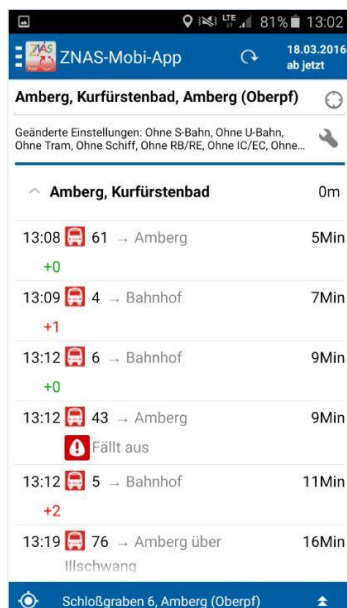 LTE 81% 13:02
ZNAS ZNAS-Mobi-App 18.03.2016
ab jetzt
Amberg, Kurfürstenbad, Amberg (Oberpf)
Geänderte Einstellungen: Ohne S-Bahn, Ohne U-Bahn,
Ohne Tram, Ohne Schiff, Ohne RB/RE, Ohne IC/EC, Ohne...
Amberg, Kurfürstenbad 0m
13:08 61 → Amberg 5Min
+0
13:09 4 → Bahnhof 7Min
+1
13:12 6 → Bahnhof 9Min
+0
13:12 43 → Amberg 9Min
Fällt aus
13:12 5 → Bahnhof 11Min
+2
13:19 76 → Amberg über 16Min
Illschwang
Schloßgraben 6, Amberg (Oberpf)